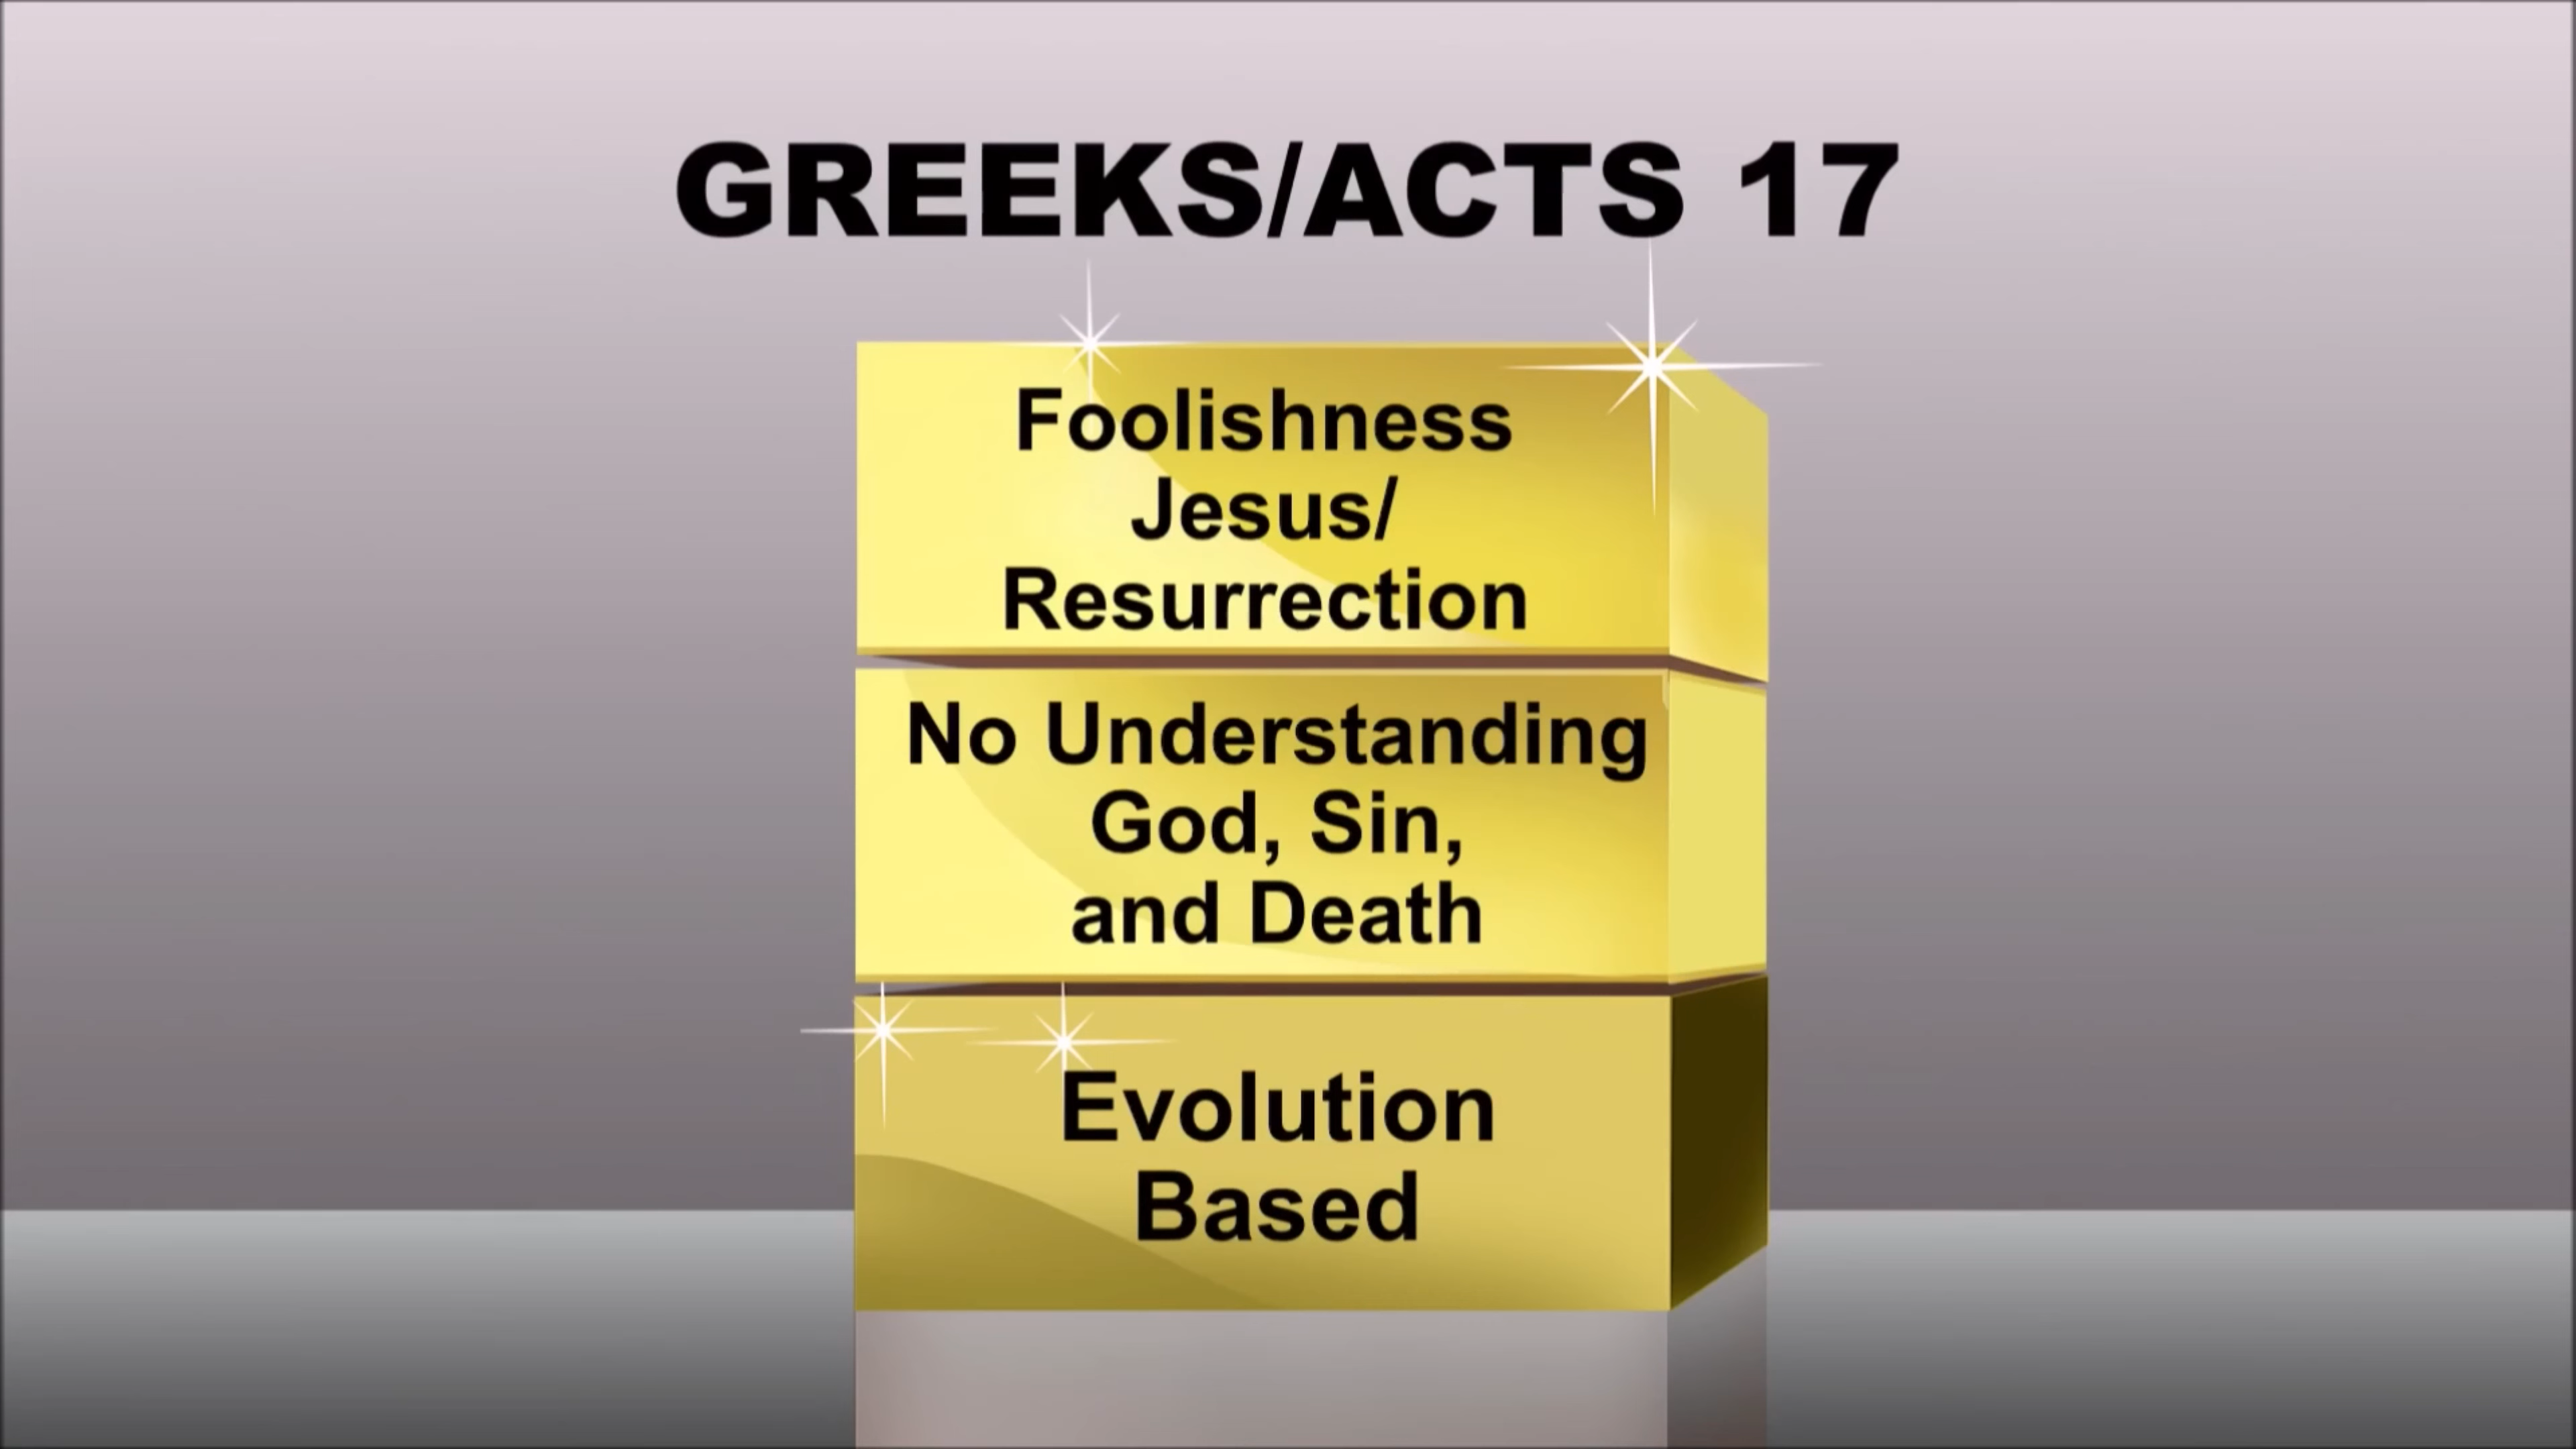 GREEKS/ACTS 17
Foolishness
Jesus/
Resurrection
No Understanding
God, Sin,
and Death
Evolution
Based